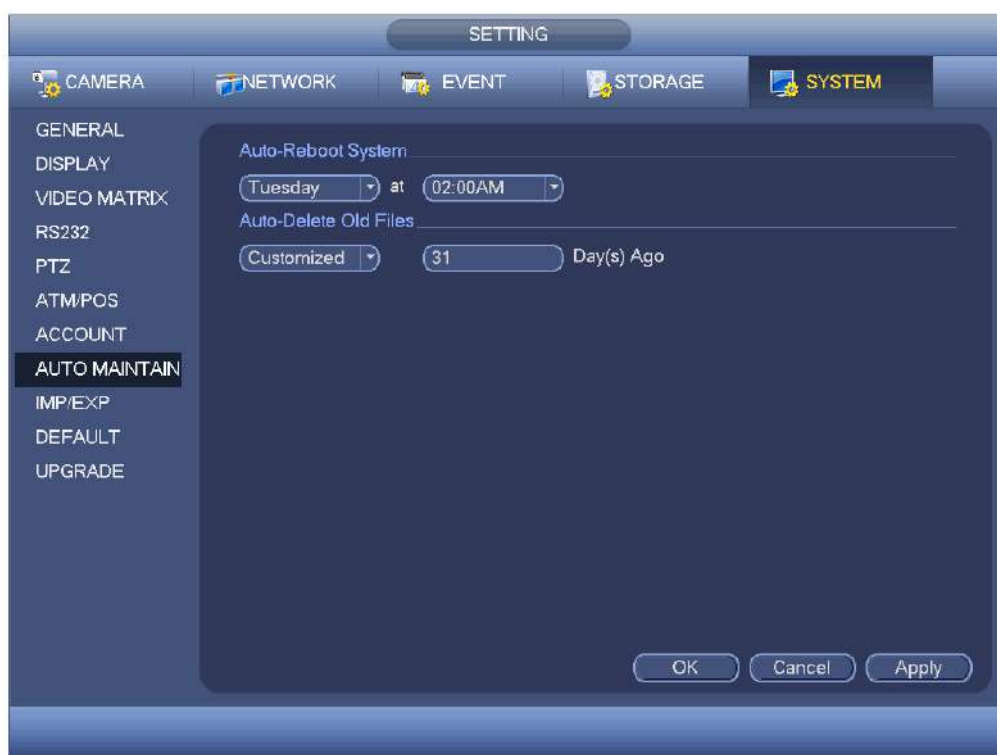 SETTING
CAMERA NETWORK EVENT STORAGE SYSTEM
GENERAL
DISPLAY
VIDEO MATRIX
RS232
PTZ
ATM/POS
ACCOUNT
AUTO MAINTAIN
IMP/EXP
DEFAULT
UPGRADE
Auto-Reboot System
Tuesday at 02:00AM
Auto-Delete Old Files
Customized 31 Day(s) Ago
OK Cancel Apply